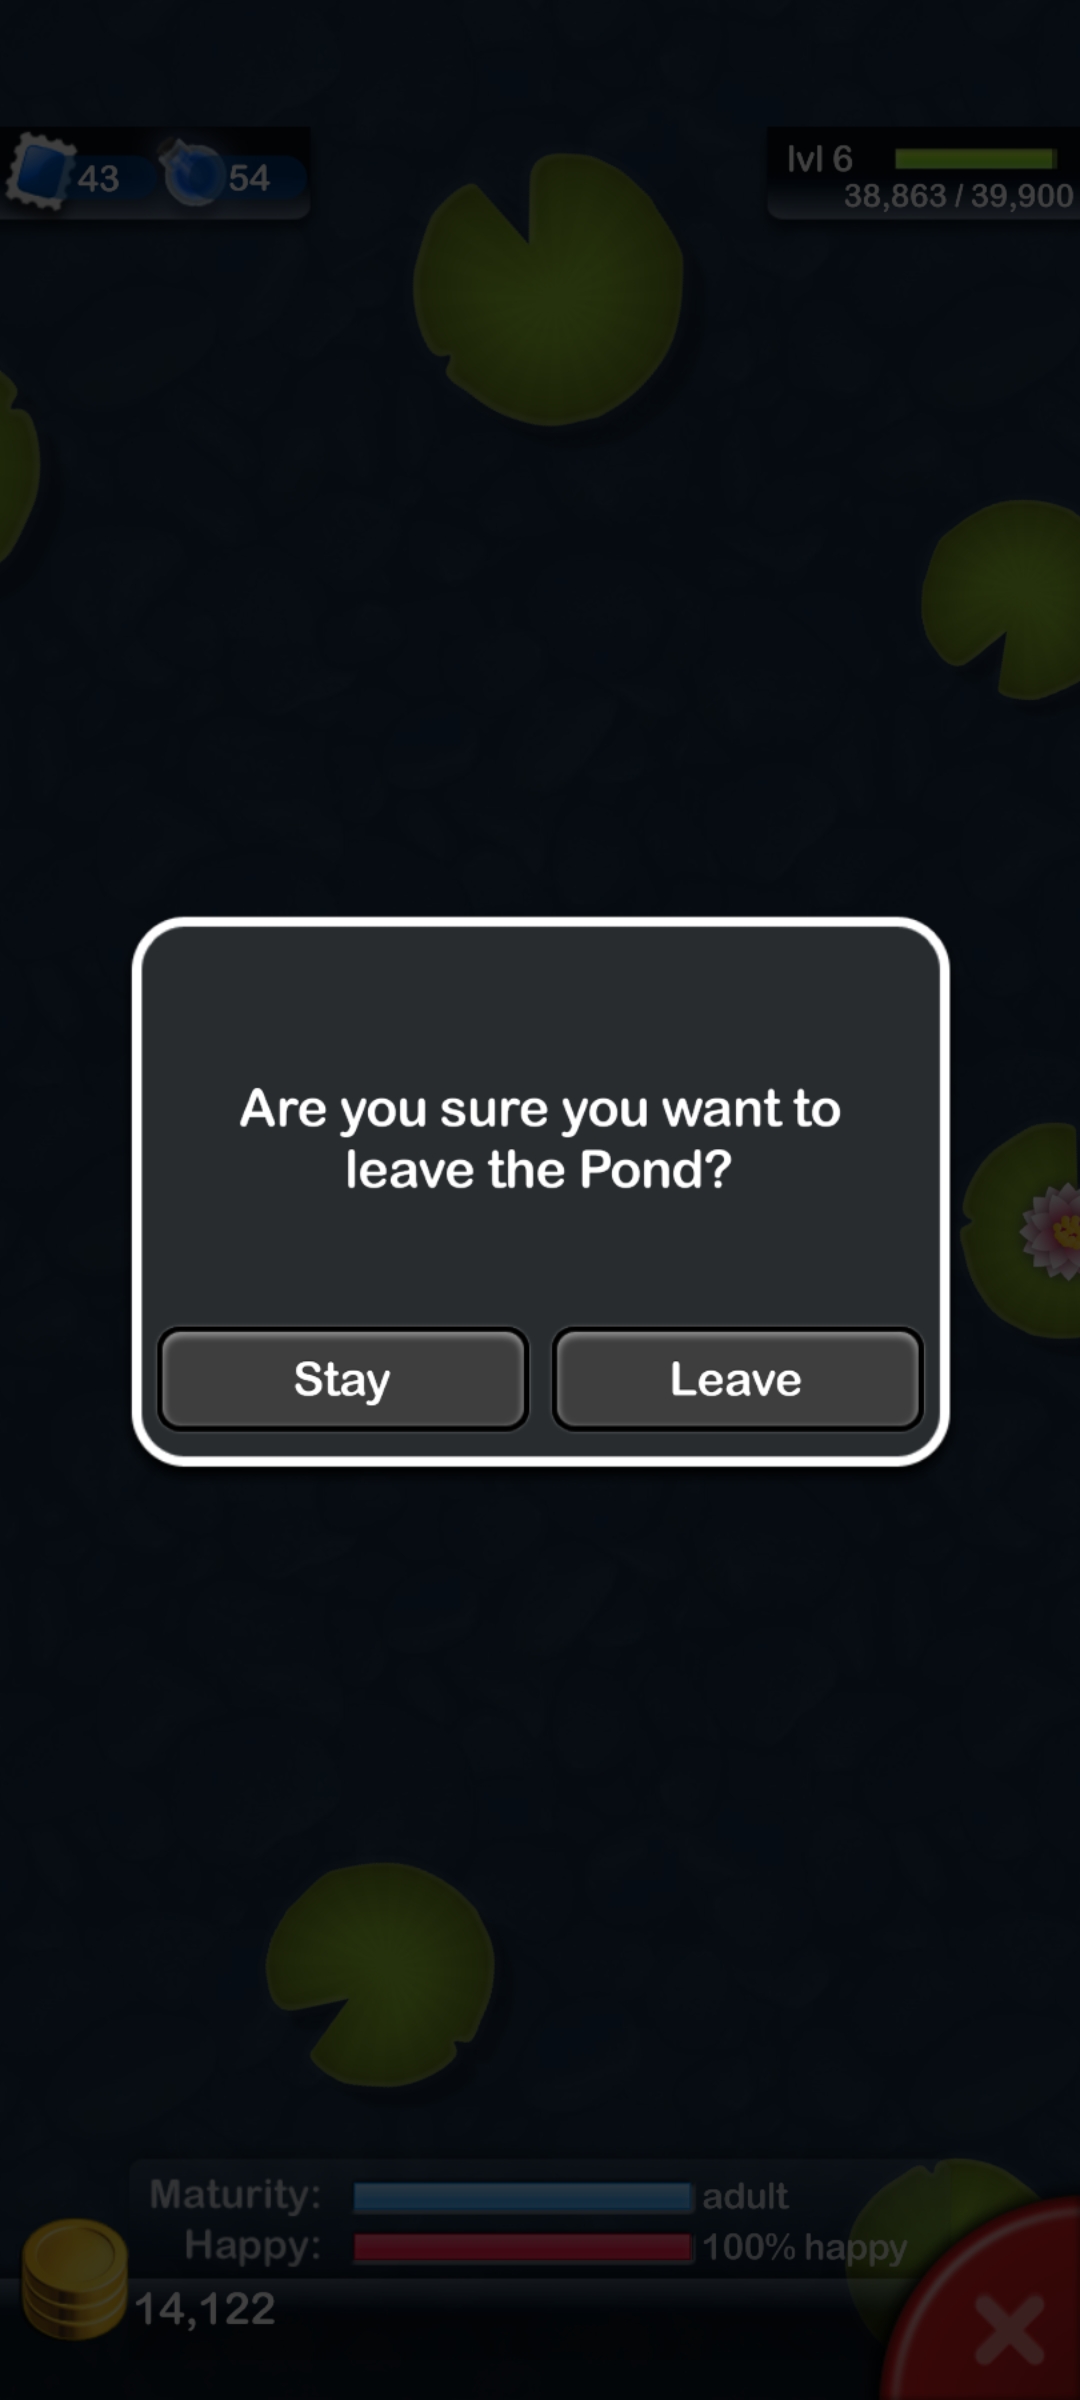 43 54
lvl 6
38,863 / 39,900
Are you sure you want to
leave the Pond?
Stay Leave
Maturity: adult
Happy: 100% happy
14,122